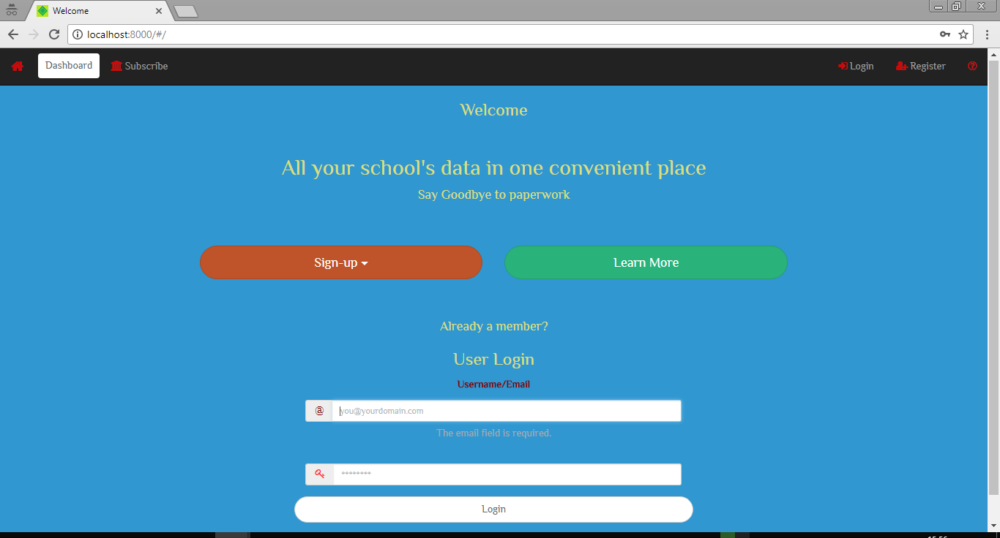 Welcome
localhost:8000/#/
Dashboard Subscribe Login Register
Welcome
All your school's data in one convenient place
Say Goodbye to paperwork
Sign-up Learn More
Already a member?
User Login
Username/Email
@ you@yourdomain.com
The email field is required.
********
Login